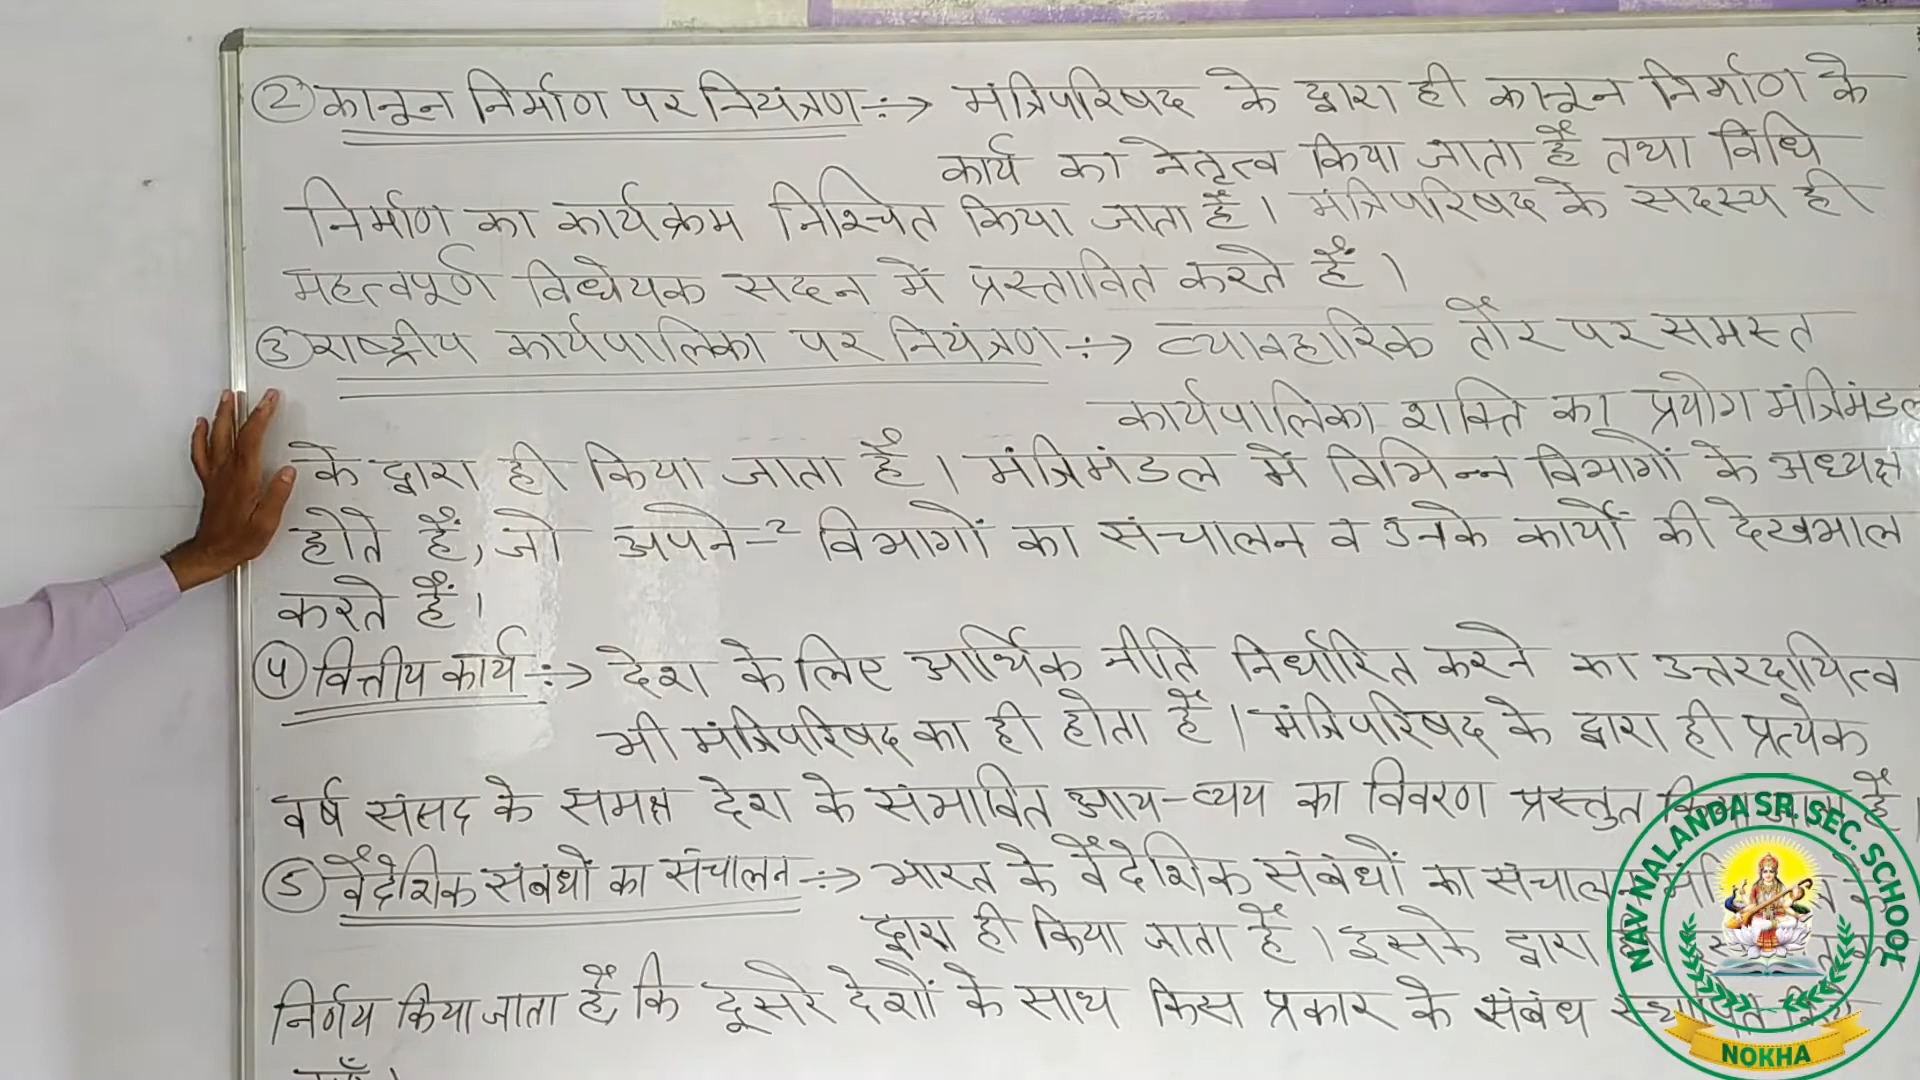 ② कानून निर्माण पर नियंत्रण ÷→ मंत्रिपरिषद के द्वारा ही कानून निर्माण के
कार्य का नेतृत्व किया जाता है तथा विधि
निर्माण का कार्यक्रम निश्चित किया जाता है। मंत्रिपरिषद के सदस्य ही
महत्वपूर्ण विधेयक सदन में प्रस्तावित करते हैं।
③ राष्ट्रीय कार्यपालिका पर नियंत्रण ÷→ व्यावहारिक तौर पर समस्त
कार्यपालिका शक्ति का प्रयोग मंत्रिमंडल
के द्वारा ही किया जाता है। मंत्रिमंडल में विभिन्न विभागों के अध्यक्ष
होते हैं, जो अपने-2 विभागों का संचालन व उनके कार्यों की देखभाल
करते हैं।
④ वित्तीय कार्य ÷→ देश के लिए आर्थिक नीति निर्धारित करने का उत्तरदायित्व
भी मंत्रिपरिषद का ही होता है। मंत्रिपरिषद के द्वारा ही प्रत्येक
वर्ष संसद के समक्ष देश के संभावित आय-व्यय का विवरण प्रस्तुत किया जाता है।
⑤ वैदेशिक संबंधों का संचालन ÷→ भारत के वैदेशिक संबंधों का संचालन
द्वारा ही किया जाता है। इसके द्वारा
निर्णय किया जाता है, कि दूसरे देशों के साथ किस प्रकार के संबंध स्थापित किये
NAV NALANDA SR. SEC. SCHOOL
NOKHA